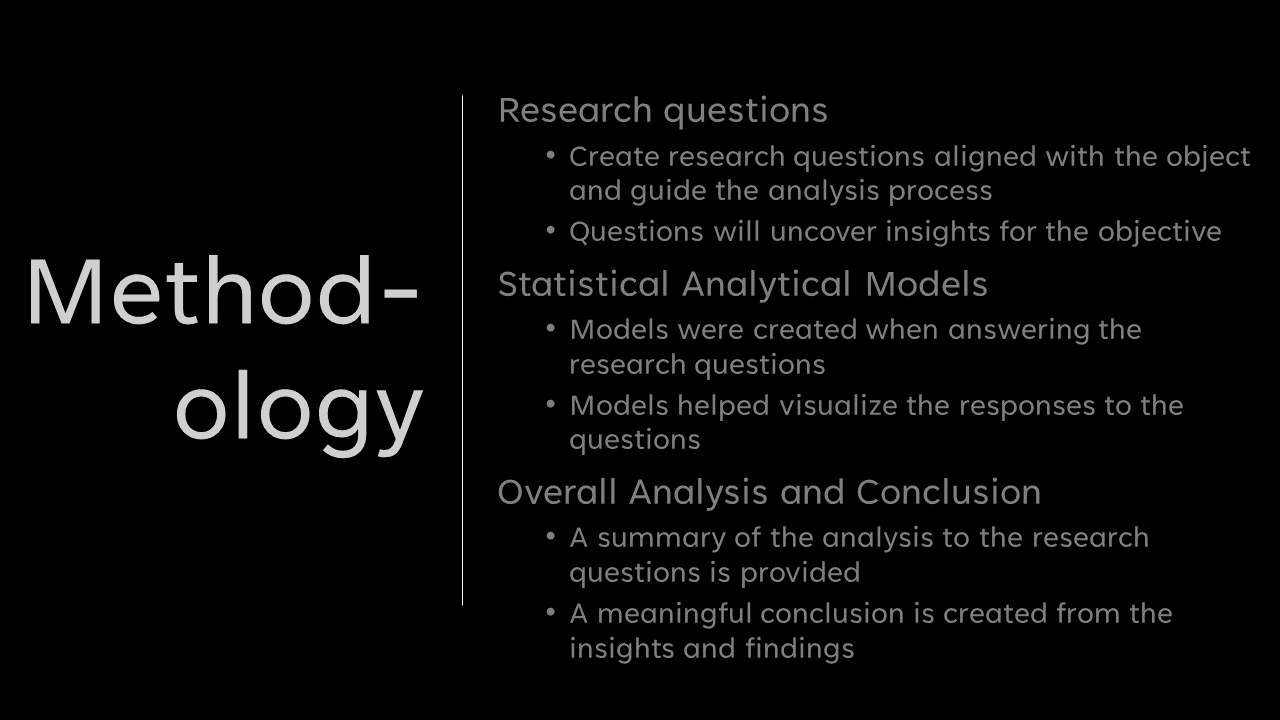 Method-
ology
Research questions
• Create research questions aligned with the object
and guide the analysis process
• Questions will uncover insights for the objective
Statistical Analytical Models
• Models were created when answering the
research questions
• Models helped visualize the responses to the
questions
Overall Analysis and Conclusion
• A summary of the analysis to the research
questions is provided
• A meaningful conclusion is created from the
insights and findings